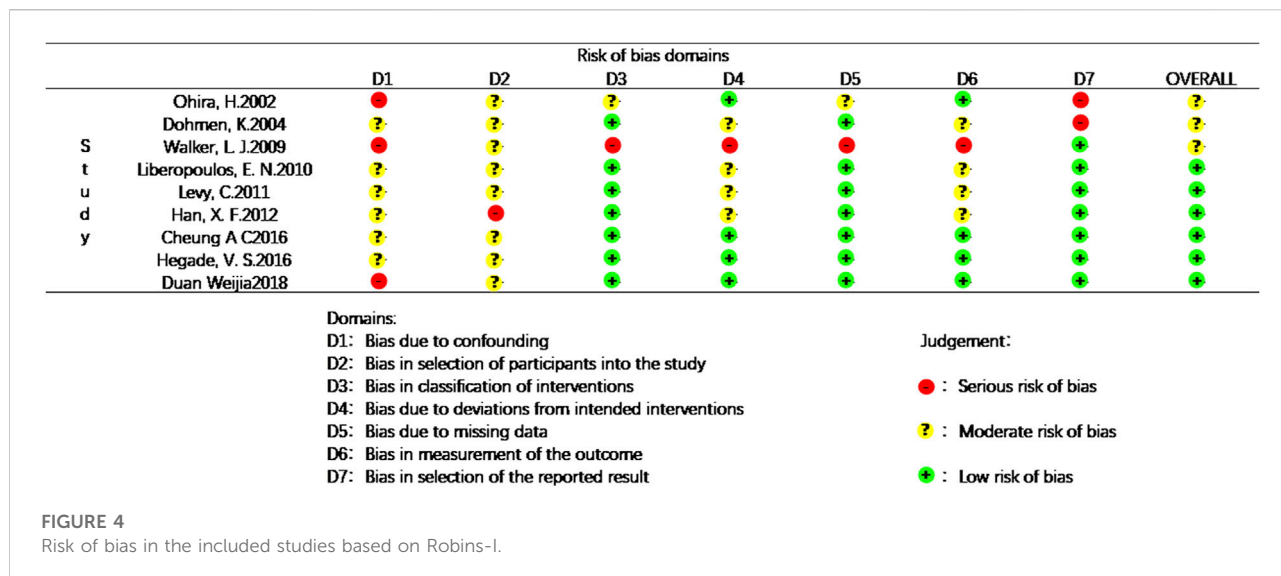 Risk of bias domains
D1 D2 D3 D4 D5 D6 D7 OVERALL
Ohira, H.2002 - ? ? + ? + - ?
Dohmen, K.2004 ? ? + ? + ? - ?
S Walker, L. J.2009 - ? - - - - + ?
t Liberopoulos, E. N.2010 ? ? + ? + ? + +
u Levy, C.2011 ? ? + ? + ? + +
d Han, X. F.2012 ? - + ? + ? + +
y Cheung A C2016 ? ? + + + + + +
Hegade, V. S.2016 ? ? + + + + + +
Duan Weijia2018 - ? + + + + + +
Domains:
D1: Bias due to confounding
D2: Bias in selection of participants into the study
D3: Bias in classification of interventions
D4: Bias due to deviations from intended interventions
D5: Bias due to missing data
D6: Bias in measurement of the outcome
D7: Bias in selection of the reported result
Judgement:
- : Serious risk of bias
? : Moderate risk of bias
+ : Low risk of bias
FIGURE 4
Risk of bias in the included studies based on Robins-I.